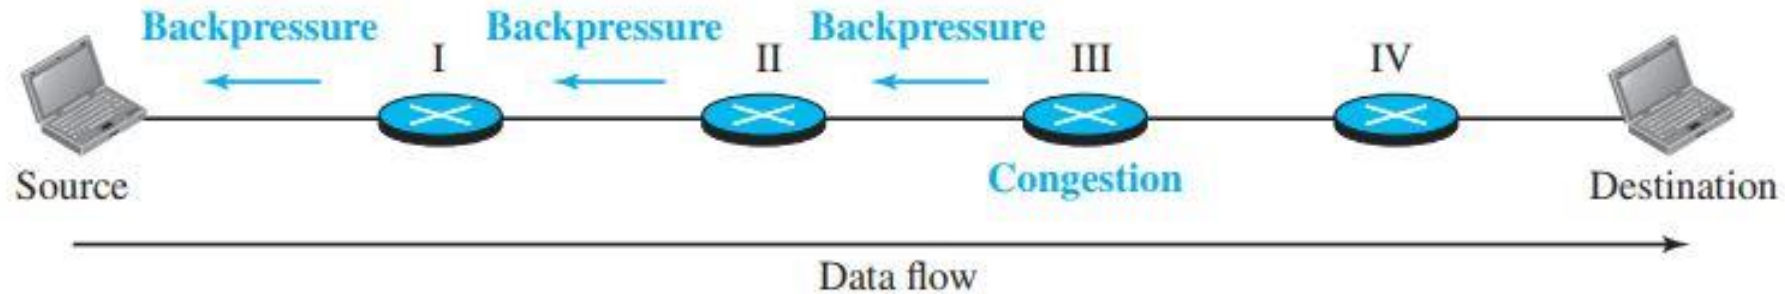 Backpressure Backpressure Backpressure
I II III IV
Congestion
Source Destination
Data flow